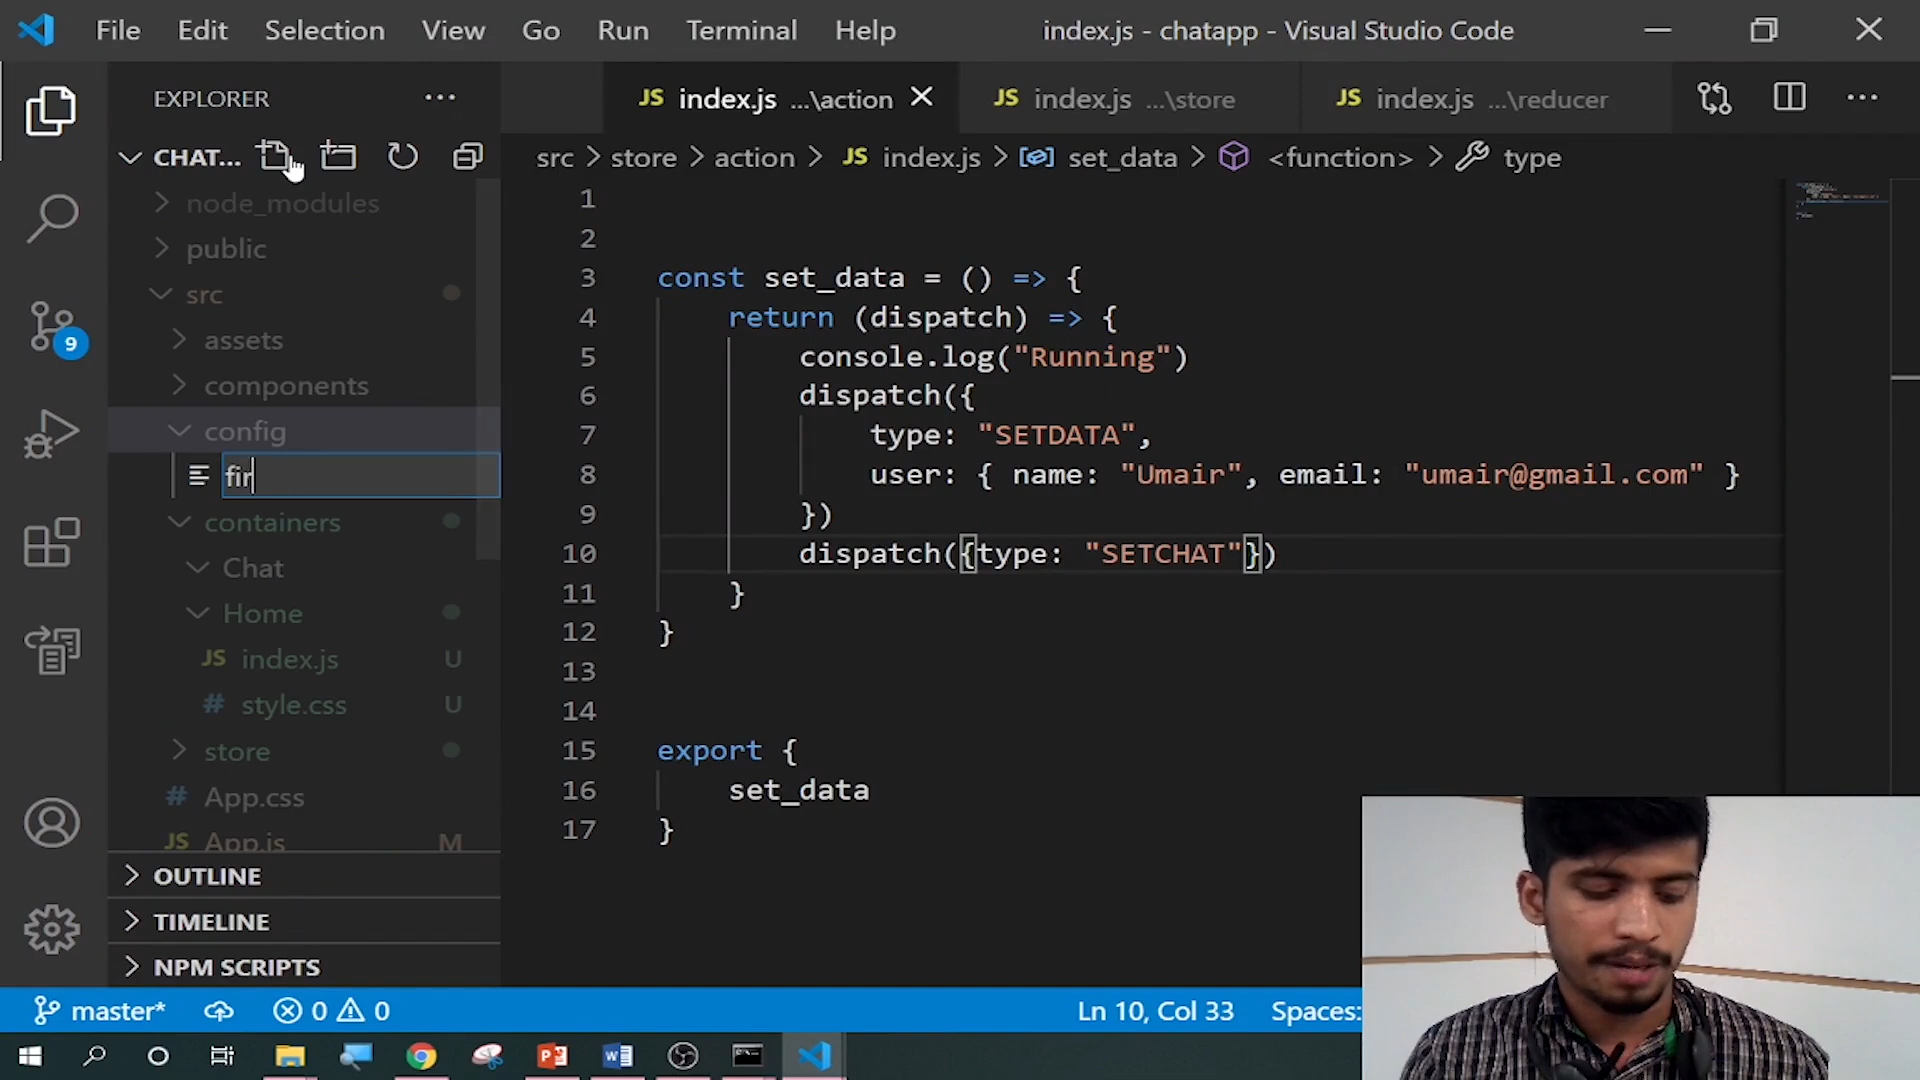 File Edit Selection View Go Run Terminal Help index.js - chatapp - Visual Studio Code
EXPLORER
JS index.js ...\action
JS index.js ...\store
JS index.js ...\reducer
CHAT...
src > store > action > JS index.js > set_data > <function> > type
node_modules
public
src
assets
components
config
fir
containers
Chat
Home
JS index.js U
# style.css U
store
# App.css
JS App.js M
OUTLINE
TIMELINE
NPM SCRIPTS
9
1
2
3 const set_data = () => {
4 return (dispatch) => {
5 console.log("Running")
6 dispatch({
7 type: "SETDATA",
8 user: { name: "Umair", email: "umair@gmail.com" }
9 })
10 dispatch({type: "SETCHAT"})
11 }
12 }
13
14
15 export {
16 set_data
17 }
master* 0 0 Ln 10, Col 33 Spaces: